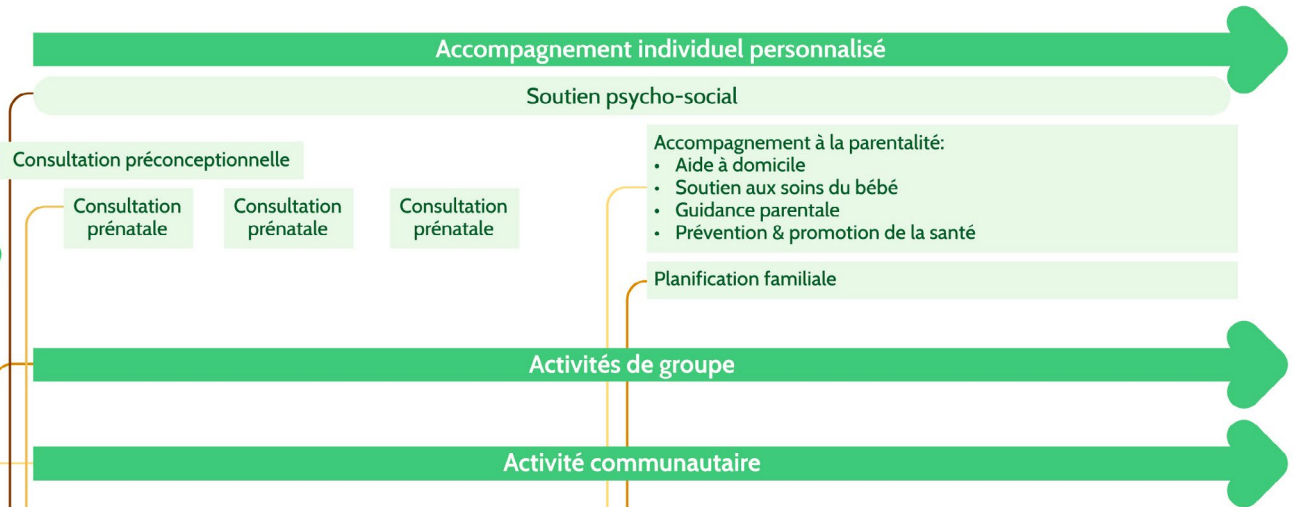 Accompagnement individuel personnalisé
Soutien psycho-social
Consultation préconceptionnelle
Consultation
prénatale
Consultation
prénatale
Consultation
prénatale
Accompagnement à la parentalité:
• Aide à domicile
• Soutien aux soins du bébé
• Guidance parentale
• Prévention & promotion de la santé
Planification familiale
Activités de groupe
Activité communautaire